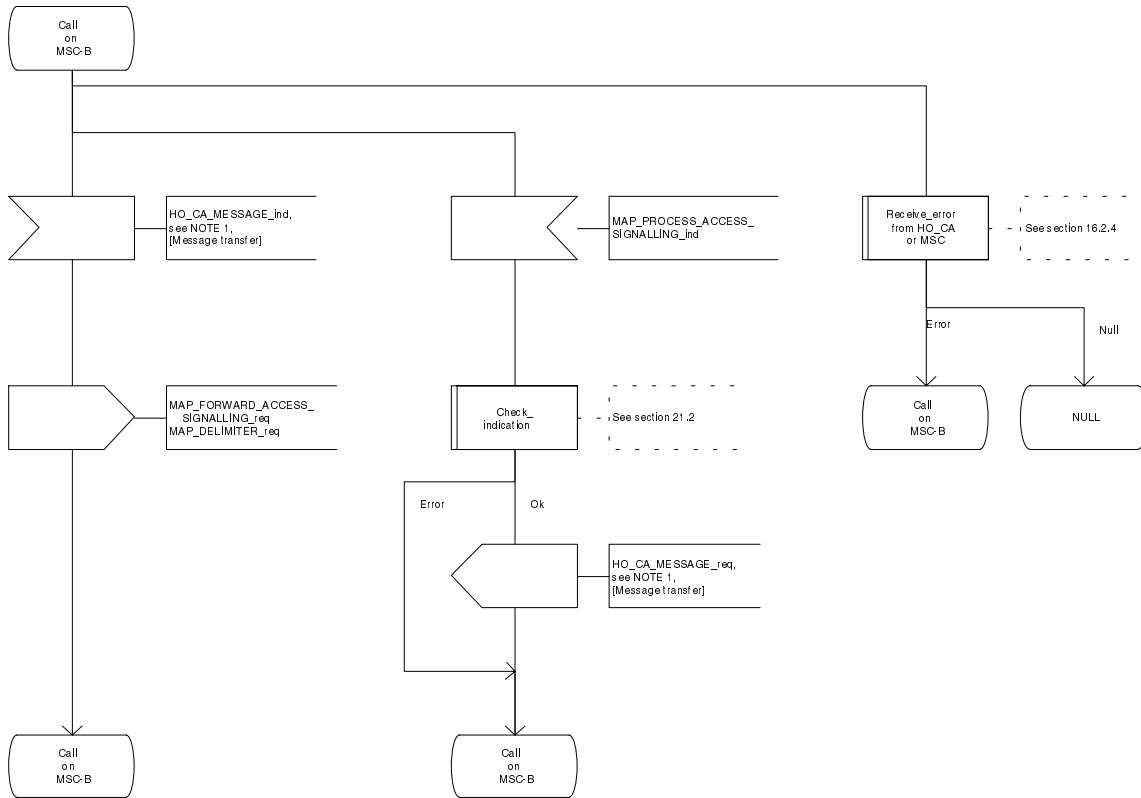 Call
on
MSC-B
HO_CA_MESSAGE_ind,
see NOTE 1,
[Message transfer]
MAP_PROCESS_ACCESS_
SIGNALLING_ind
Receive_error
from HO_CA
or MSC
See section 16.2.4
Error
Null
MAP_FORWARD_ACCESS_
SIGNALLING_req
MAP_DELIMITER_req
Check_
indication
See section 21.2
Call
on
MSC-B
NULL
Error
Ok
HO_CA_MESSAGE_req,
see NOTE 1,
[Message transfer]
Call
on
MSC-B
Call
on
MSC-B